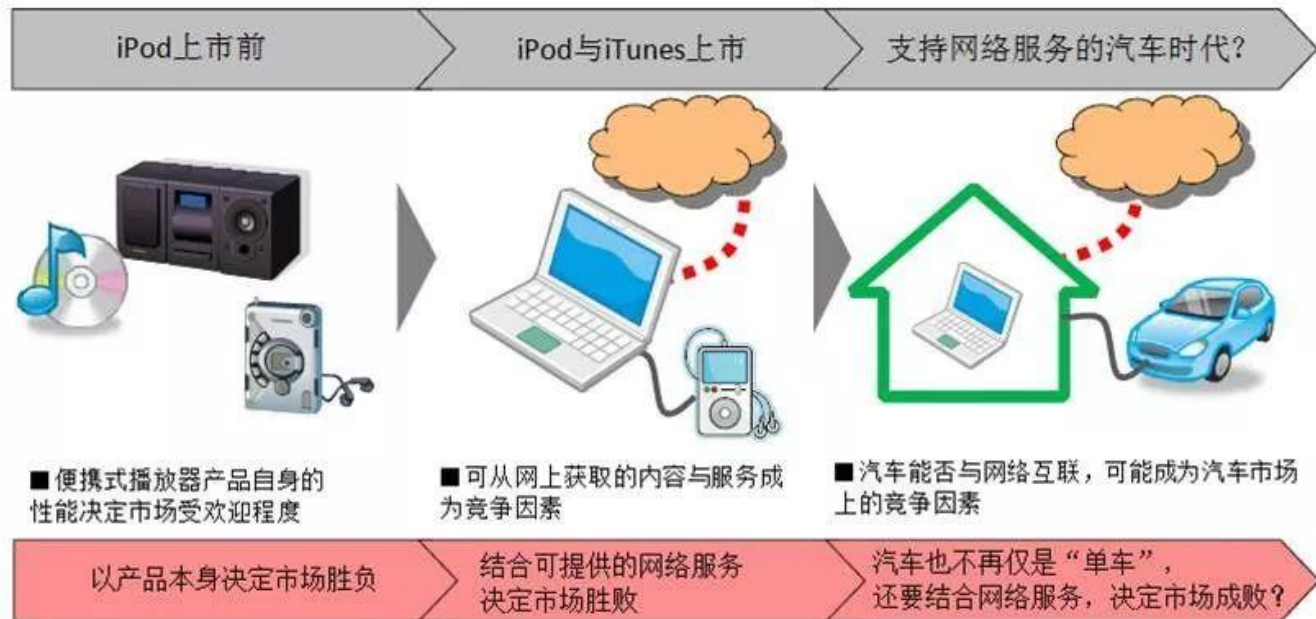 iPod上市前
iPod与iTunes上市
支持网络服务的汽车时代？
■便携式播放器产品自身的
性能决定市场受欢迎程度
■可从网上获取的内容与服务成
为竞争因素
■汽车能否与网络互联，可能成为汽车市场
上的竞争因素
以产品本身决定市场胜负
结合可提供的网络服务
决定市场胜败
汽车也不再仅是“单车”，
还要结合网络服务，决定市场成败？